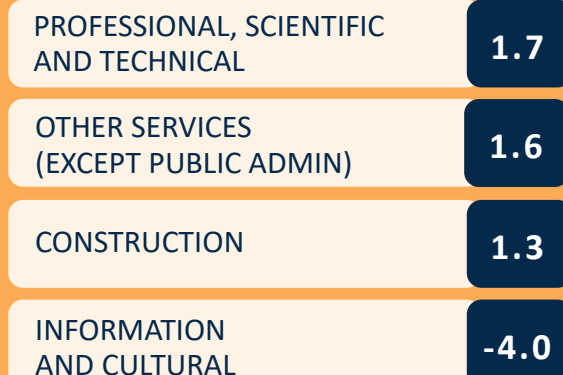 PROFESSIONAL, SCIENTIFIC
AND TECHNICAL
1.7
OTHER SERVICES
(EXCEPT PUBLIC ADMIN)
1.6
CONSTRUCTION
1.3
INFORMATION
AND CULTURAL
-4.0